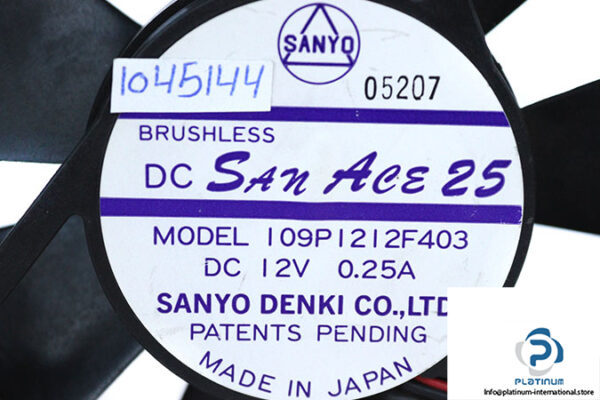 SANYO
1045144
05207
BRUSHLESS
DC SAN ACE 25
MODEL 109P1212F403
DC 12V 0.25A
SANYO DENKI CO.,LTD
PATENTS PENDING
MADE IN JAPAN
PLATINUM
Info@platinum-international.store